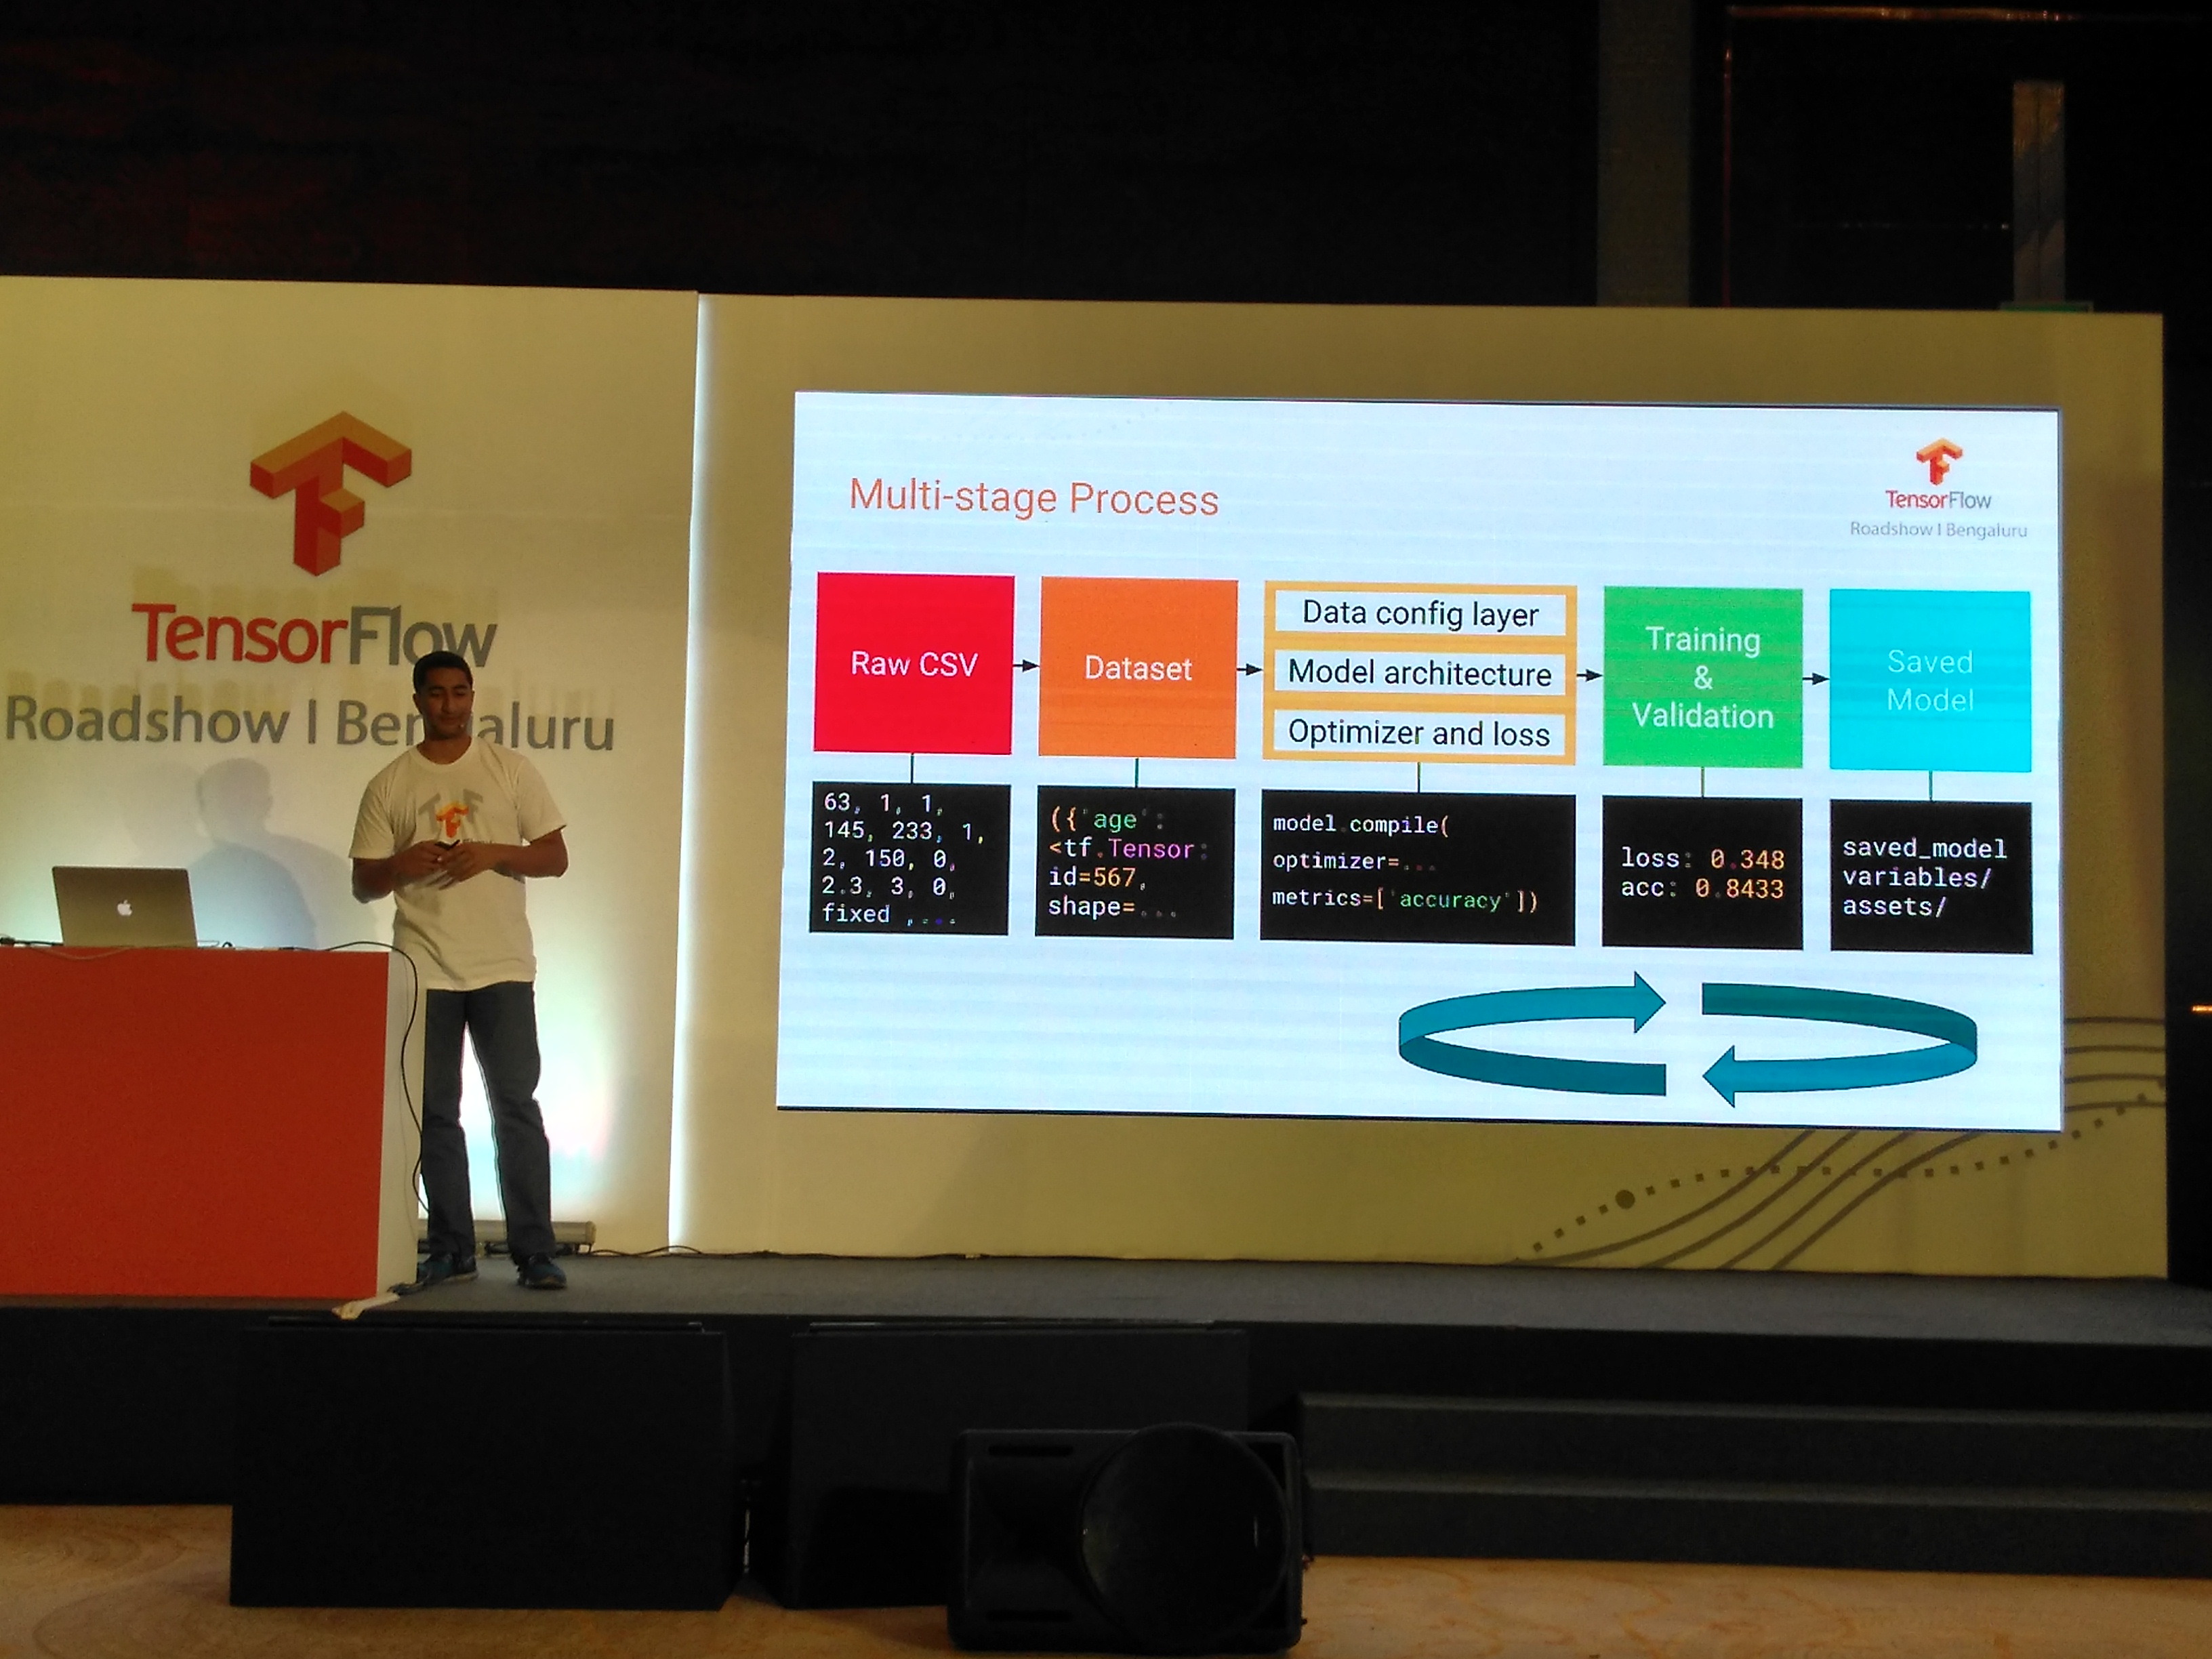 TensorFlow
Roadshow | Bengaluru
TF
Multi-stage Process
TensorFlow
Roadshow | Bengaluru
Raw CSV
Dataset
Data config layer
Model architecture
Optimizer and loss
Training
&
Validation
Saved
Model
63, 1, 1,
145, 233, 1,
2, 150, 0,
2.3, 3, 0,
fixed ,...
({'age':
<tf.Tensor:
id=567,
shape=...
model.compile(
optimizer=...
metrics=['accuracy'])
loss: 0.348
acc: 0.8433
saved_model
variables/
assets/